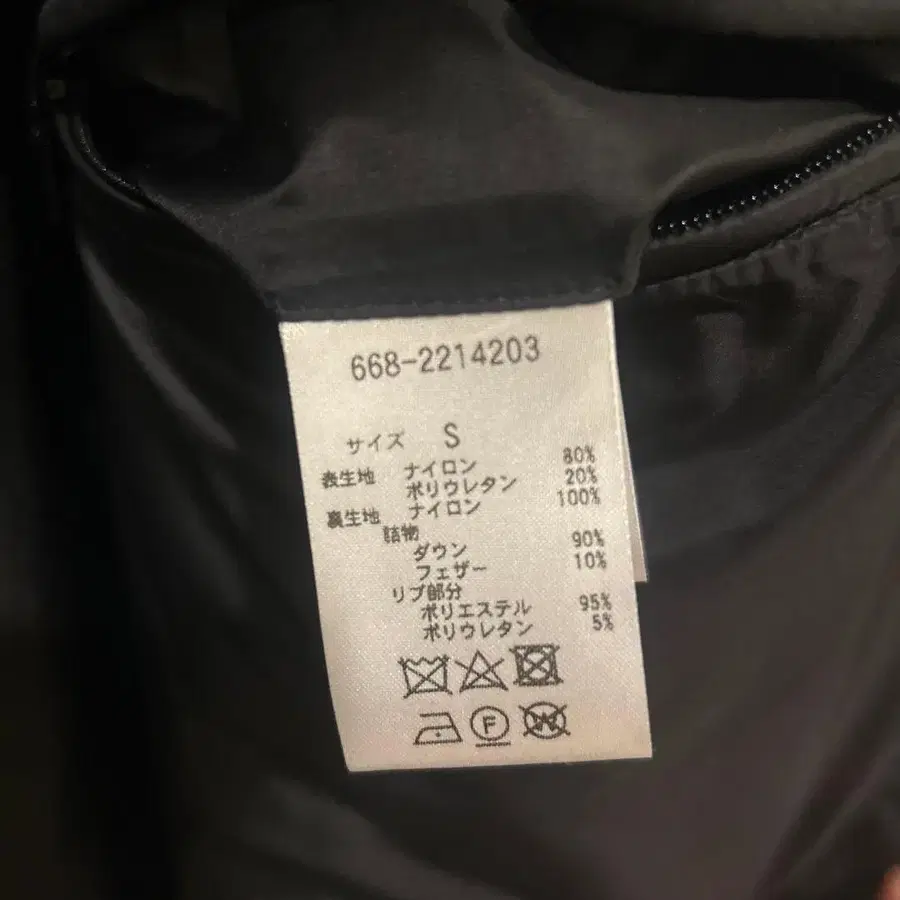 668-2214203
サイズ S
表生地 ナイロン 80%
ポリウレタン 20%
裏生地 ナイロン 100%
詰物
ダウン 90%
フェザー 10%
リブ部分
ポリエステル 95%
ポリウレタン 5%
F W